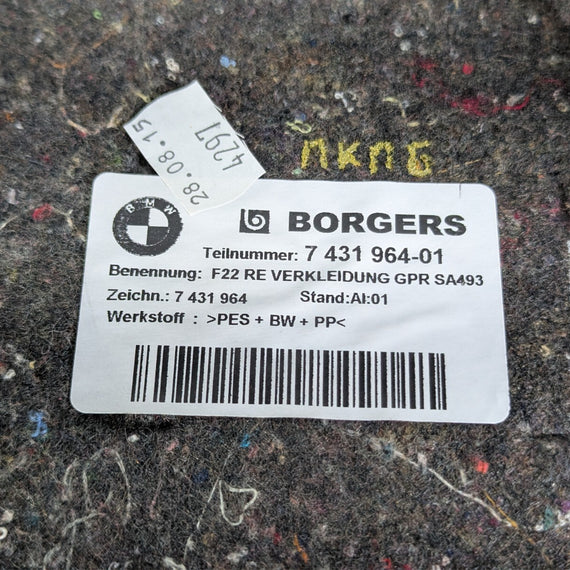 28.08.15
4297
ПКПБ
BMW
BORGERS
Teilnummer: 7 431 964-01
Benennung: F22 RE VERKLEIDUNG GPR SA493
Zeichn.: 7 431 964 Stand:AI:01
Werkstoff : >PES + BW + PP<